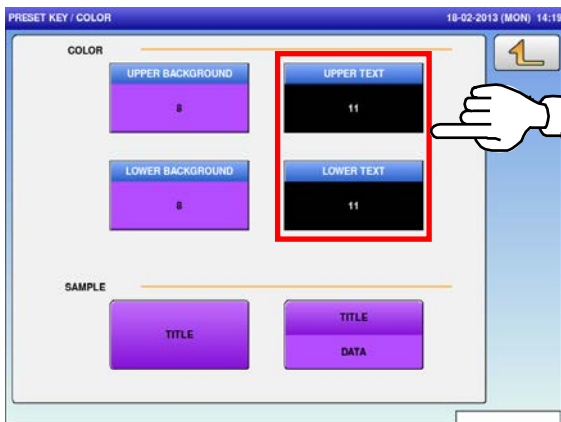 PRESET KEY / COLOR 18-02-2013 (MON) 14:19
COLOR
UPPER BACKGROUND UPPER TEXT
8 11
LOWER BACKGROUND LOWER TEXT
8 11
SAMPLE
TITLE TITLE
DATA